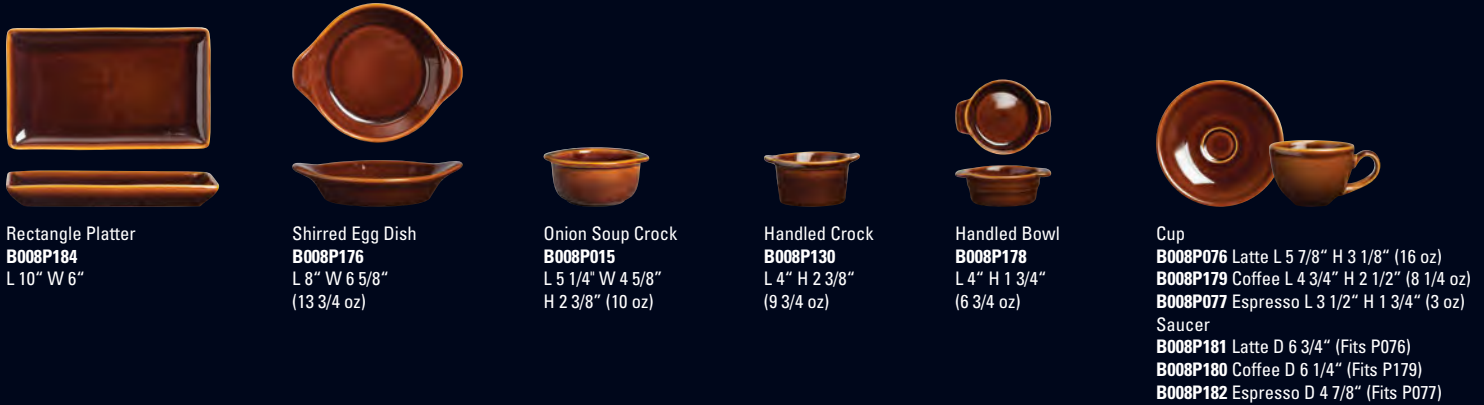 Rectangle Platter
B008P184
L 10“ W 6“
Shirred Egg Dish
B008P176
L 8“ W 6 5/8“
(13 3/4 oz)
Onion Soup Crock
B008P015
L 5 1/4" W 4 5/8”
H 2 3/8” (10 oz)
Handled Crock
B008P130
L 4“ H 2 3/8“
(9 3/4 oz)
Handled Bowl
B008P178
L 4“ H 1 3/4“
(6 3/4 oz)
Cup
B008P076 Latte L 5 7/8“ H 3 1/8“ (16 oz)
B008P179 Coffee L 4 3/4” H 2 1/2” (8 1/4 oz)
B008P077 Espresso L 3 1/2“ H 1 3/4“ (3 oz)
Saucer
B008P181 Latte D 6 3/4“ (Fits P076)
B008P180 Coffee D 6 1/4“ (Fits P179)
B008P182 Espresso D 4 7/8“ (Fits P077)